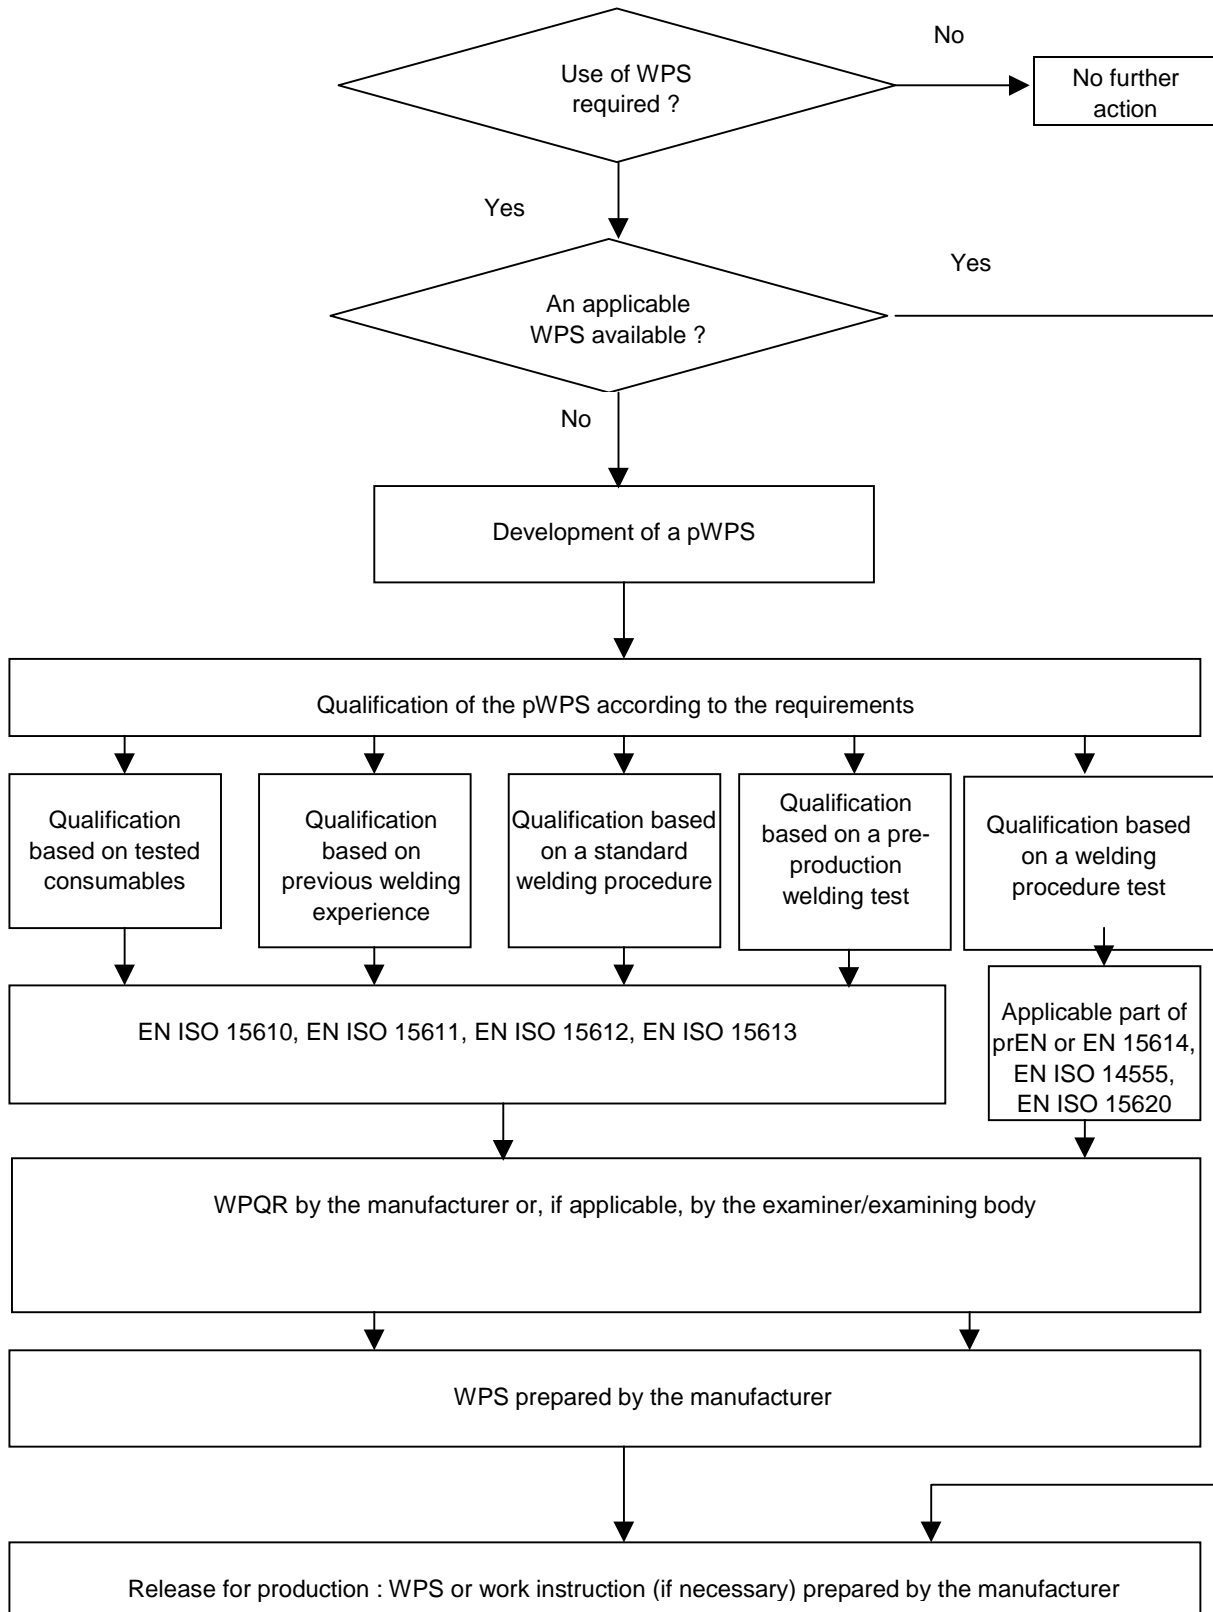 No
Use of WPS
required ?
No further
action
Yes
Yes
An applicable
WPS available ?
No
Development of a pWPS
Qualification of the pWPS according to the requirements
Qualification
based on tested
consumables
Qualification
based on
previous welding
experience
Qualification based
on a standard
welding procedure
Qualification
based on a pre-
production
welding test
Qualification based
on a welding
procedure test
EN ISO 15610, EN ISO 15611, EN ISO 15612, EN ISO 15613
Applicable part of
prEN or EN 15614,
EN ISO 14555,
EN ISO 15620
WPQR by the manufacturer or, if applicable, by the examiner/examining body
WPS prepared by the manufacturer
Release for production : WPS or work instruction (if necessary) prepared by the manufacturer